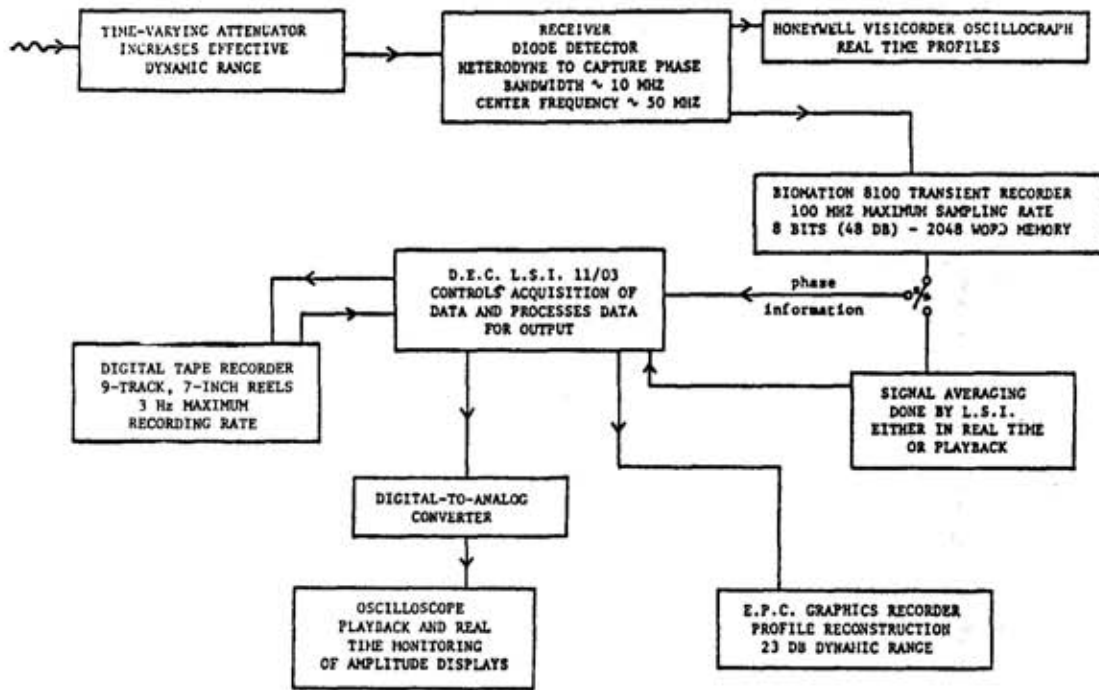 TIME-VARYING ATTENUATOR
INCREASES EFFECTIVE
DYNAMIC RANGE
RECEIVER
DIODE DETECTOR
HETERODYNE TO CAPTURE PHASE
BANDWIDTH ~ 10 MHZ
CENTER FREQUENCY ~ 50 MHZ
HONEYWELL VISICORDER OSCILLOGRAPH
REAL TIME PROFILES
BIOMATION 8100 TRANSIENT RECORDER
100 MHZ MAXIMUM SAMPLING RATE
8 BITS (48 DB) - 2048 WORD MEMORY
D.E.C. L.S.I. 11/03
CONTROLS ACQUISITION OF
DATA AND PROCESSES DATA
FOR OUTPUT
phase
information
DIGITAL TAPE RECORDER
9-TRACK, 7-INCH REELS
3 Hz MAXIMUM
RECORDING RATE
SIGNAL AVERAGING
DONE BY L.S.I.
EITHER IN REAL TIME
OR PLAYBACK
DIGITAL-TO-ANALOG
CONVERTER
OSCILLOSCOPE
PLAYBACK AND REAL
TIME MONITORING
OF AMPLITUDE DISPLAYS
E.P.C. GRAPHICS RECORDER
PROFILE RECONSTRUCTION
23 DB DYNAMIC RANGE